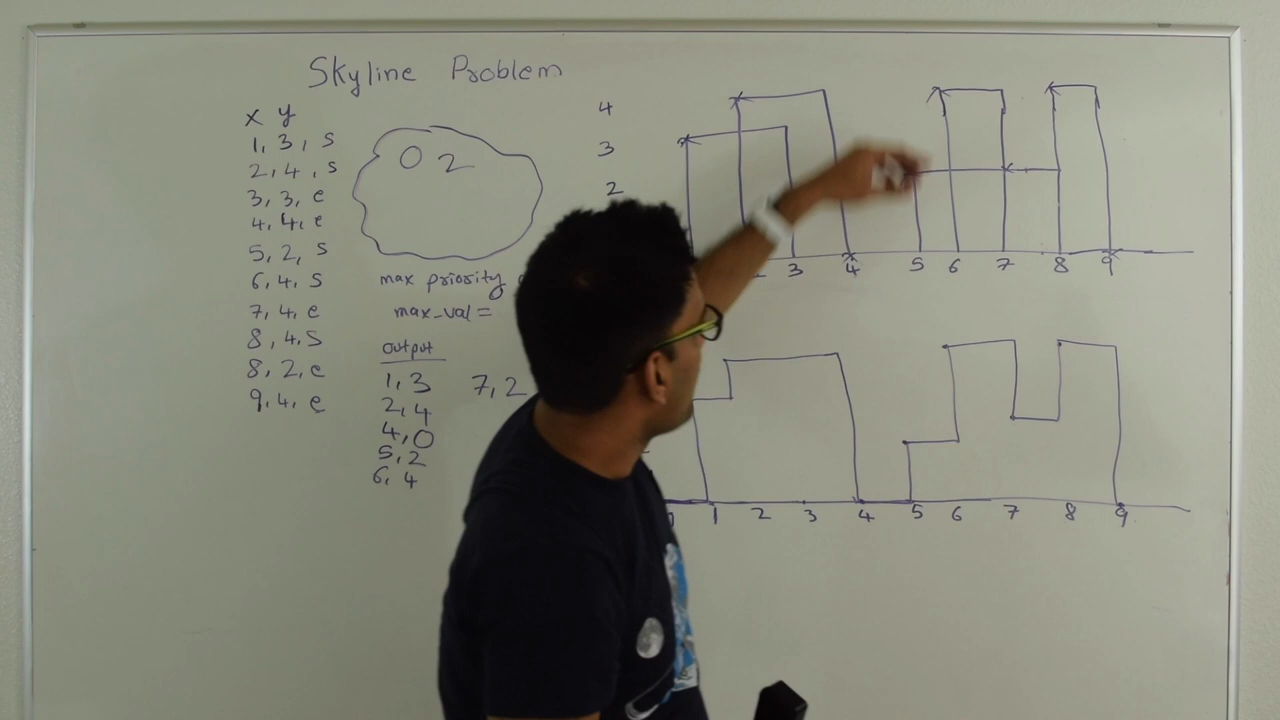 Skyline Problem
x y
1, 3, s
2, 4, s
3, 3, e
4, 4, e
5, 2, s
6, 4, s
7, 4, e
8, 4, s
8, 2, e
9, 4, e
0 2
max priority
max_val =
output
1, 3
2, 4
4, 0
5, 2
6, 4
7, 2
4
3
2
3 4 5 6 7 8 9
1 2 3 4 5 6 7 8 9